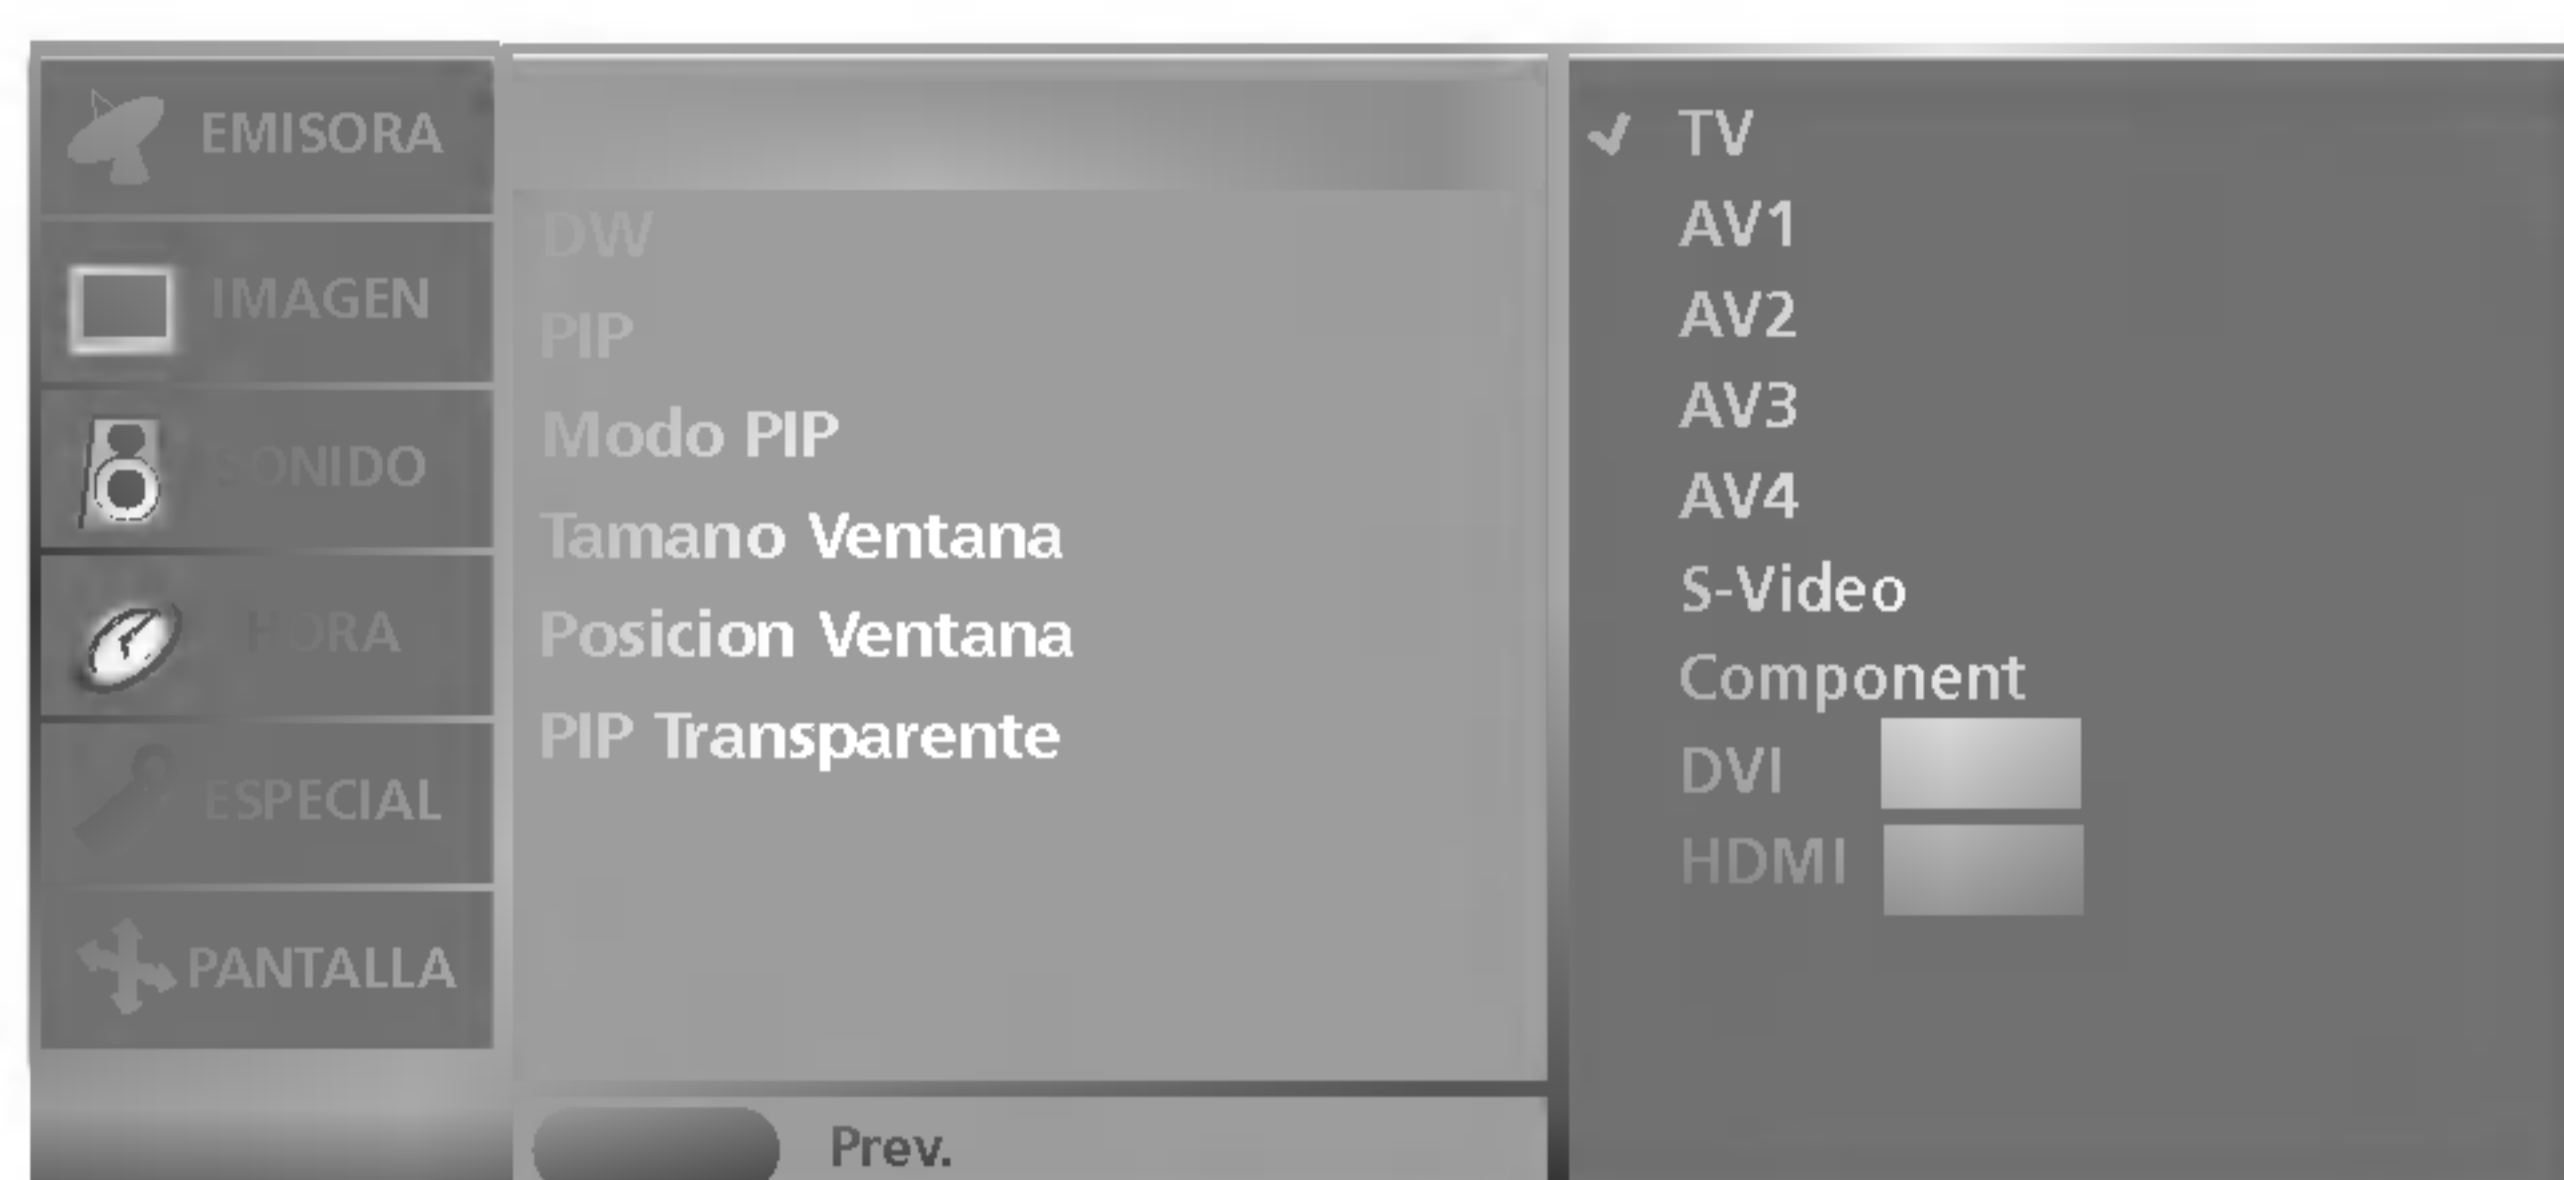 EMISORA
IMAGEN
SONIDO
HORA
ESPECIAL
PANTALLA
DW
PIP
Modo PIP
Tamano Ventana
Posicion Ventana
PIP Transparente
Prev.
TV
AV1
AV2
AV3
AV4
S-Video
Component
DVI
HDMI